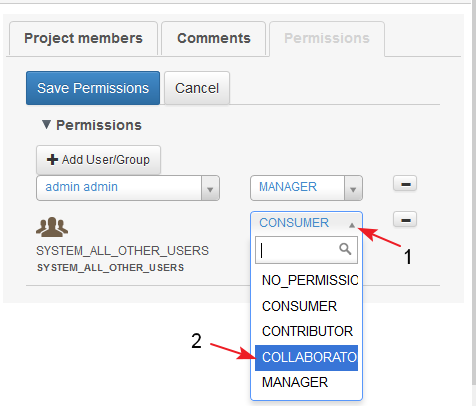 Project members Comments Permissions
Save Permissions Cancel
▼ Permissions
+ Add User/Group
admin admin MANAGER
CONSUMER
1
SYSTEM_ALL_OTHER_USERS
SYSTEM_ALL_OTHER_USERS
NO_PERMISSIC
CONSUMER
CONTRIBUTOR
2
COLLABORATO
MANAGER